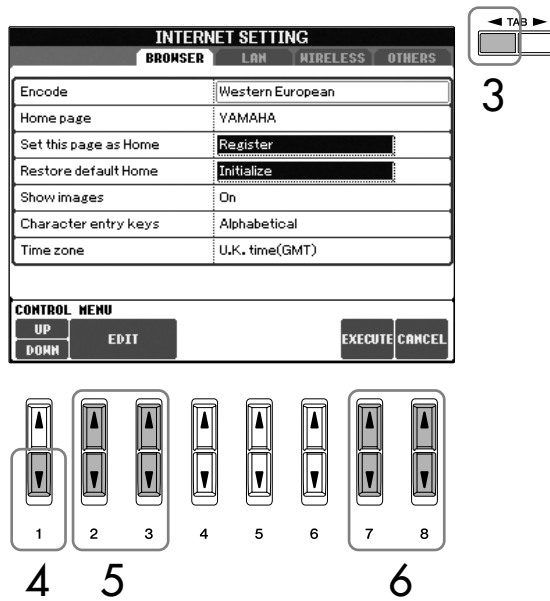 INTERNET SETTING
BROWSER LAN WIRELESS OTHERS
Encode Western European
Home page YAMAHA
Set this page as Home Register
Restore default Home Initialize
Show images On
Character entry keys Alphabetical
Time zone U.K. time(GMT)
CONTROL MENU
UP
DOWN
EDIT
EXECUTE CANCEL
◄ TAB ►
3
1 2 3 4 5 6 7 8
4 5 6